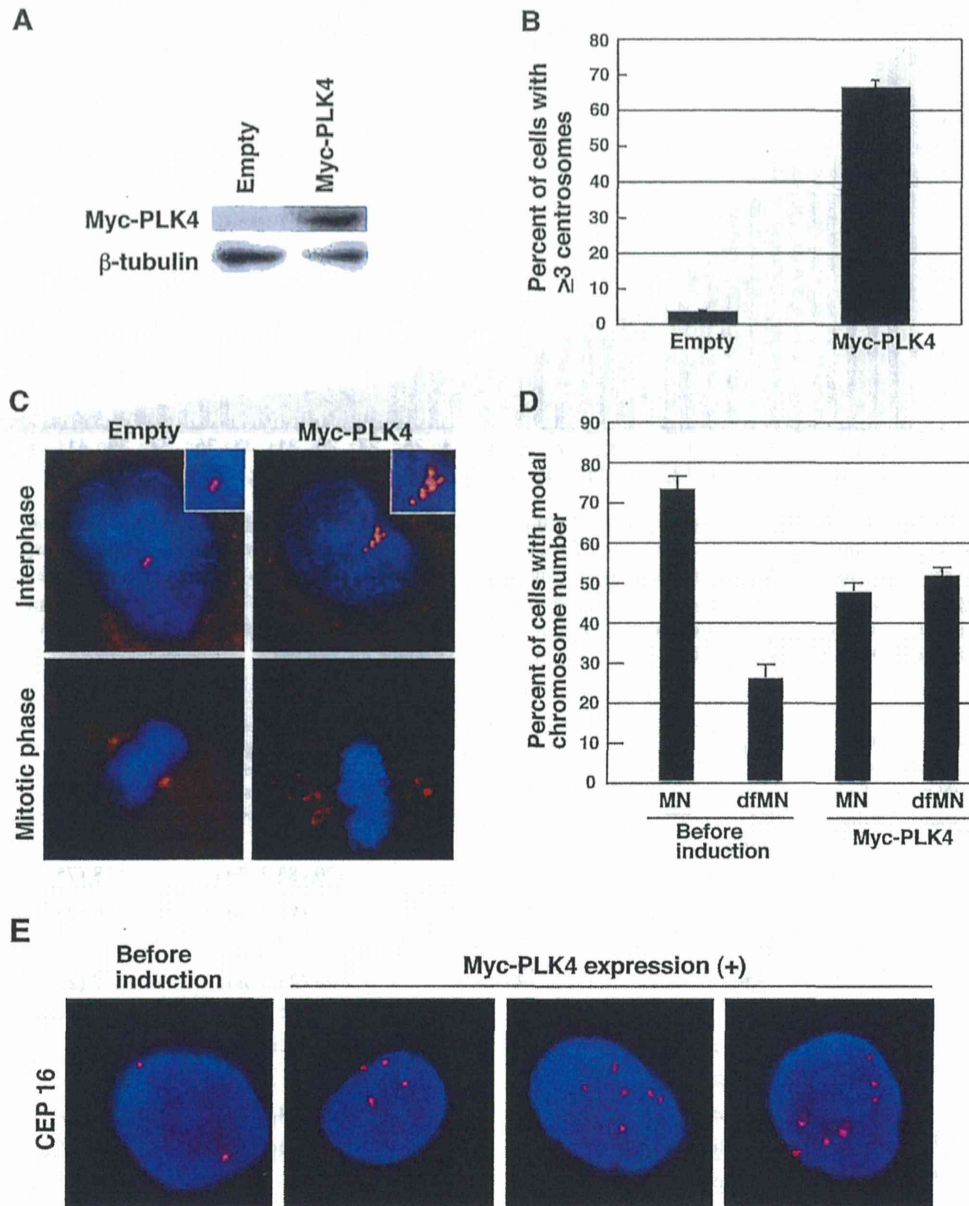 A
Empty
Myc-PLK4
Myc-PLK4
β-tubulin
B
Percent of cells with
≥3 centrosomes
80
70
60
50
40
30
20
10
0
Empty
Myc-PLK4
C
Empty
Myc-PLK4
Interphase
Mitotic phase
D
Percent of cells with modal
chromosome number
90
80
70
60
50
40
30
20
10
0
MN
dfMN
MN
dfMN
Before
induction
Myc-PLK4
E
Before
induction
Myc-PLK4 expression (+)
CEP 16